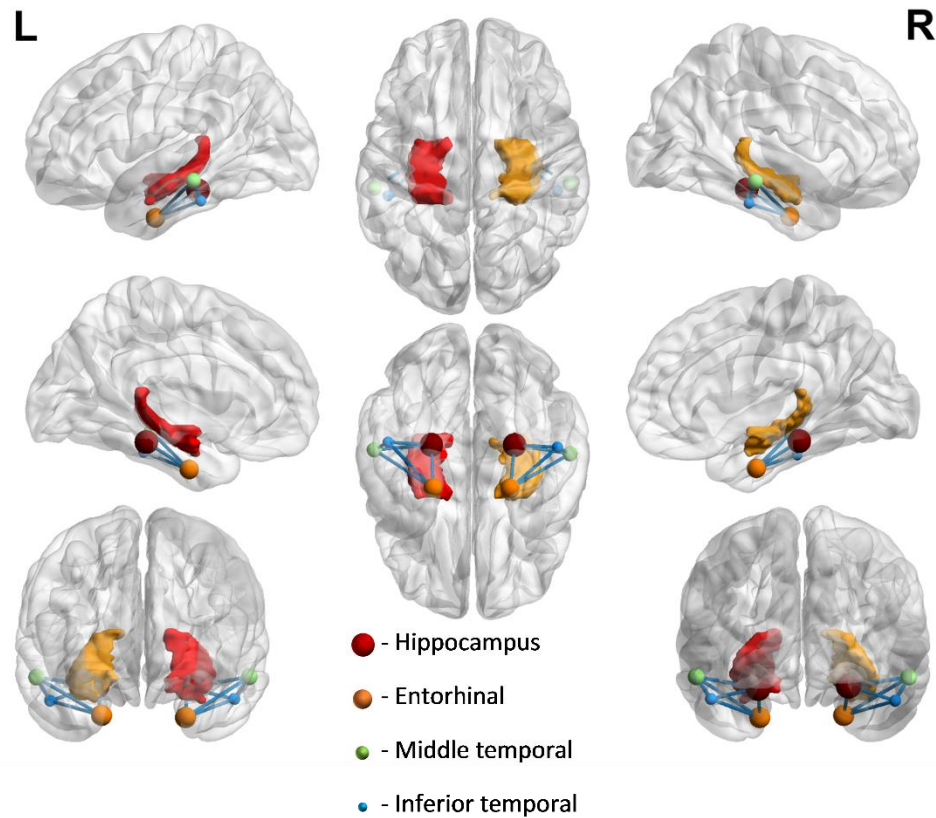 L
R
- Hippocampus
- Entorhinal
- Middle temporal
- Inferior temporal